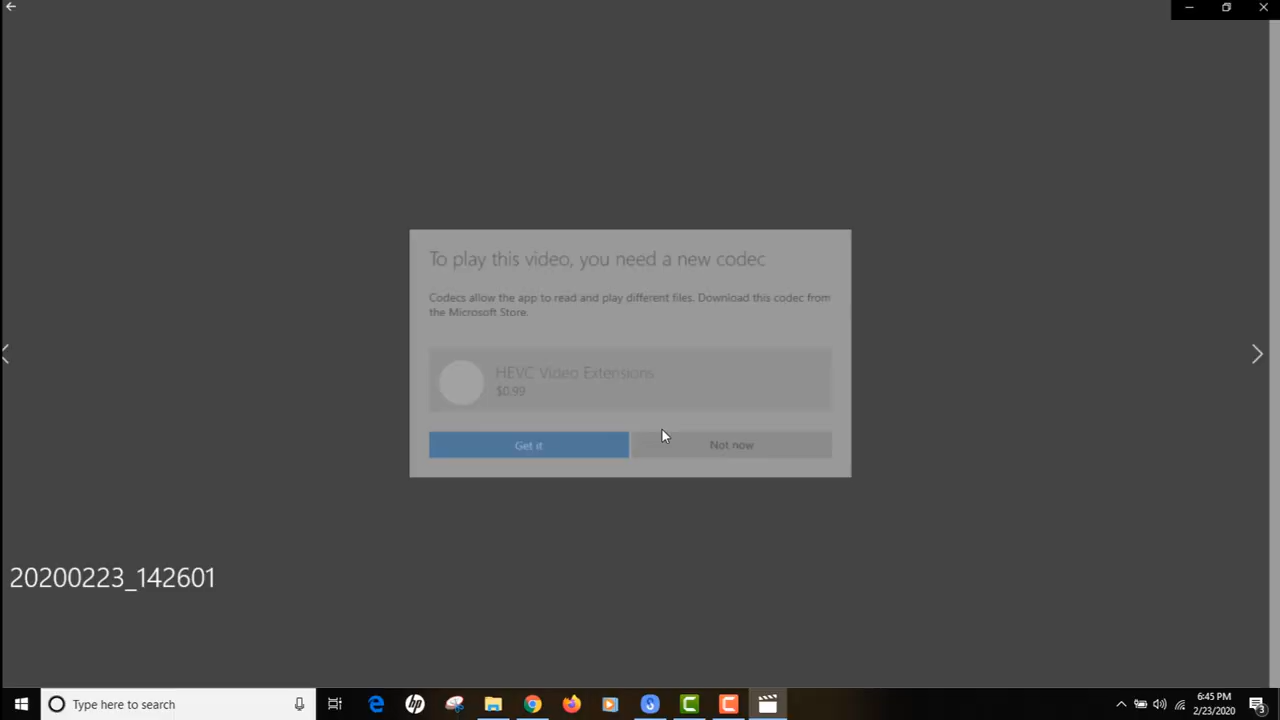 To play this video, you need a new codec
Codecs allow the app to read and play different files. Download this codec from
the Microsoft Store.
HEVC Video Extensions
$0.99
Get it
Not now
20200223_142601
Type here to search
hp
6:45 PM
2/23/2020
3